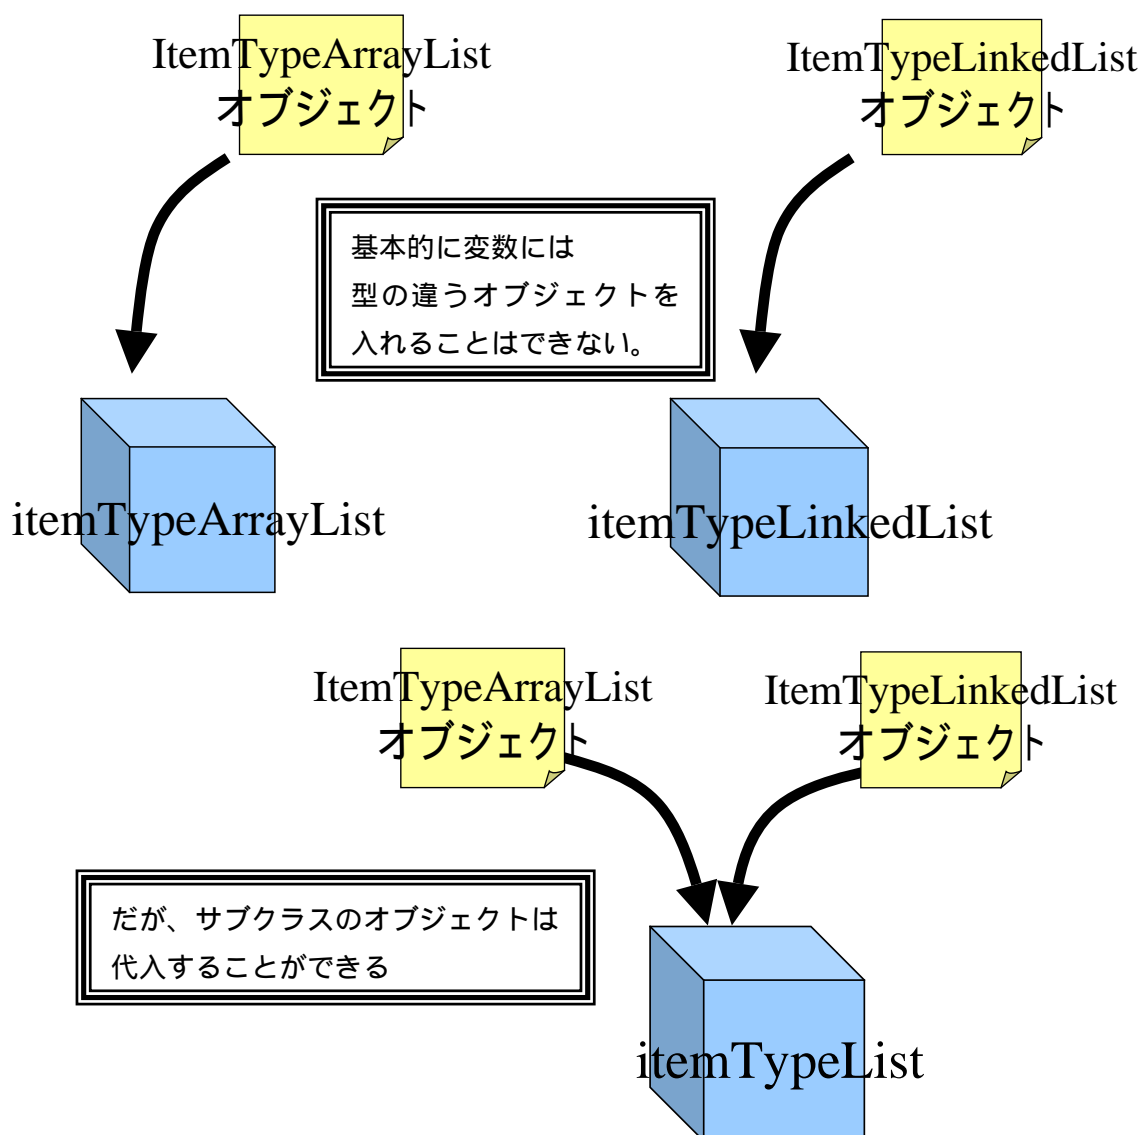 ItemTypeArrayList
オブジェクト
ItemTypeLinkedList
オブジェクト
基本的に変数には
型の違うオブジェクトを
入れることはできない。
itemTypeArrayList
itemTypeLinkedList
ItemTypeArrayList
オブジェクト
ItemTypeLinkedList
オブジェクト
だが、サブクラスのオブジェクトは
代入することができる
itemTypeList